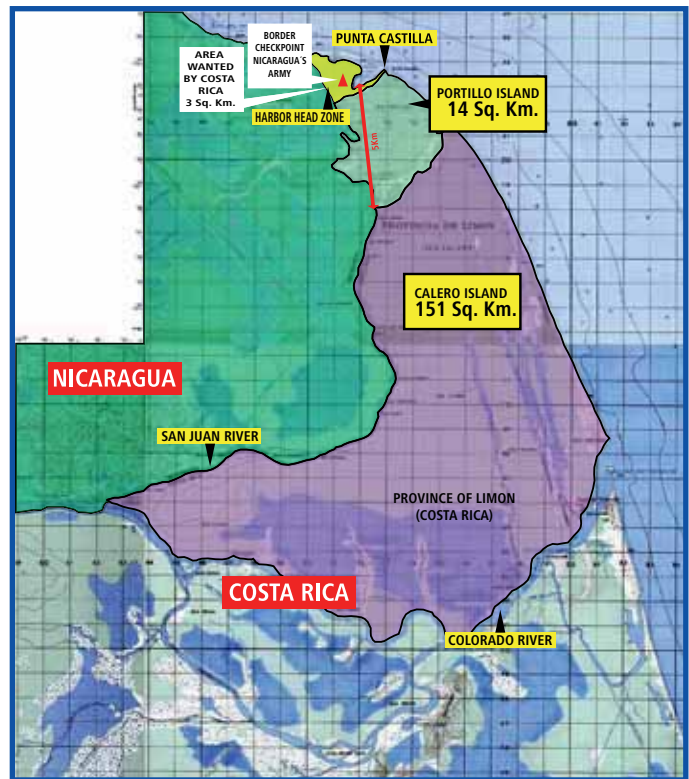 PUNTA CASTILLA
BORDER
CHECKPOINT
NICARAGUA´S
ARMY
AREA
WANTED
BY COSTA
RICA
3 Sq. Km.
HARBOR HEAD ZONE
PORTILLO ISLAND
14 Sq. Km.
5Km
PROVINCIA DE LIMON
CALERO ISLAND
151 Sq. Km.
NICARAGUA
SAN JUAN RIVER
PROVINCE OF LIMON
(COSTA RICA)
COSTA RICA
COLORADO RIVER